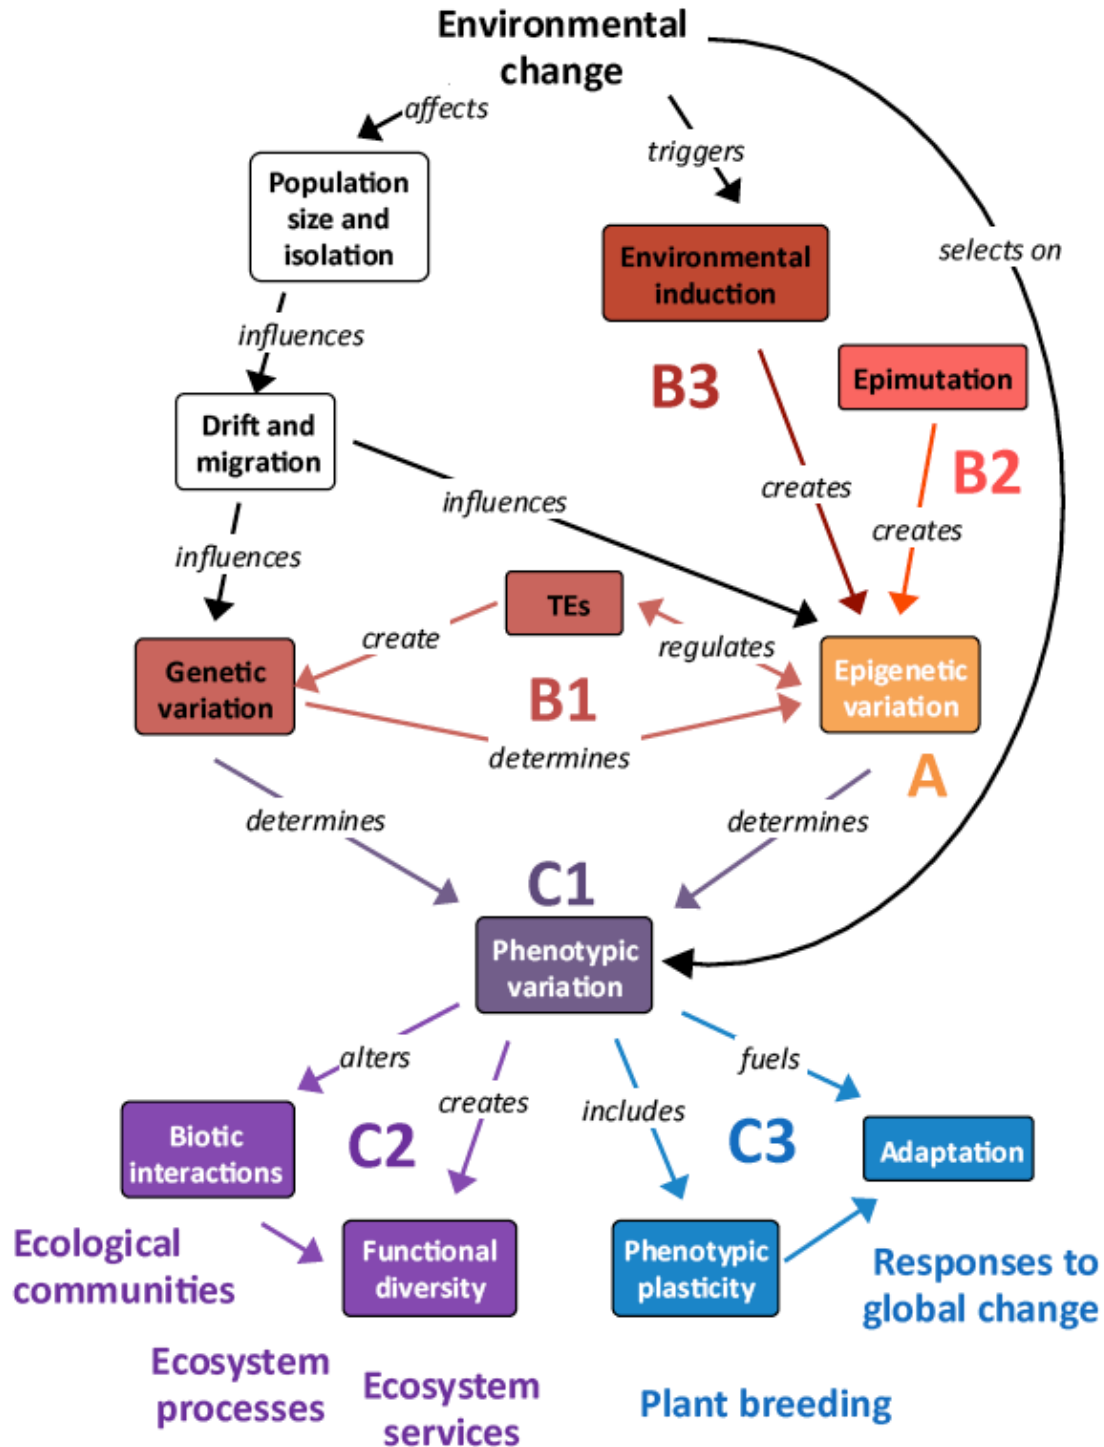 Environmental
change
affects
triggers
selects on
Population
size and
isolation
Environmental
induction
influences
B3
Epimutation
Drift and
migration
B2
influences
creates
creates
influences
TEs
create
regulates
Genetic
variation
B1
Epigenetic
variation
determines
A
determines
determines
C1
Phenotypic
variation
alters
fuels
creates
includes
Biotic
interactions
C2
C3
Adaptation
Ecological
communities
Functional
diversity
Phenotypic
plasticity
Responses to
global change
Ecosystem
processes
Ecosystem
services
Plant breeding